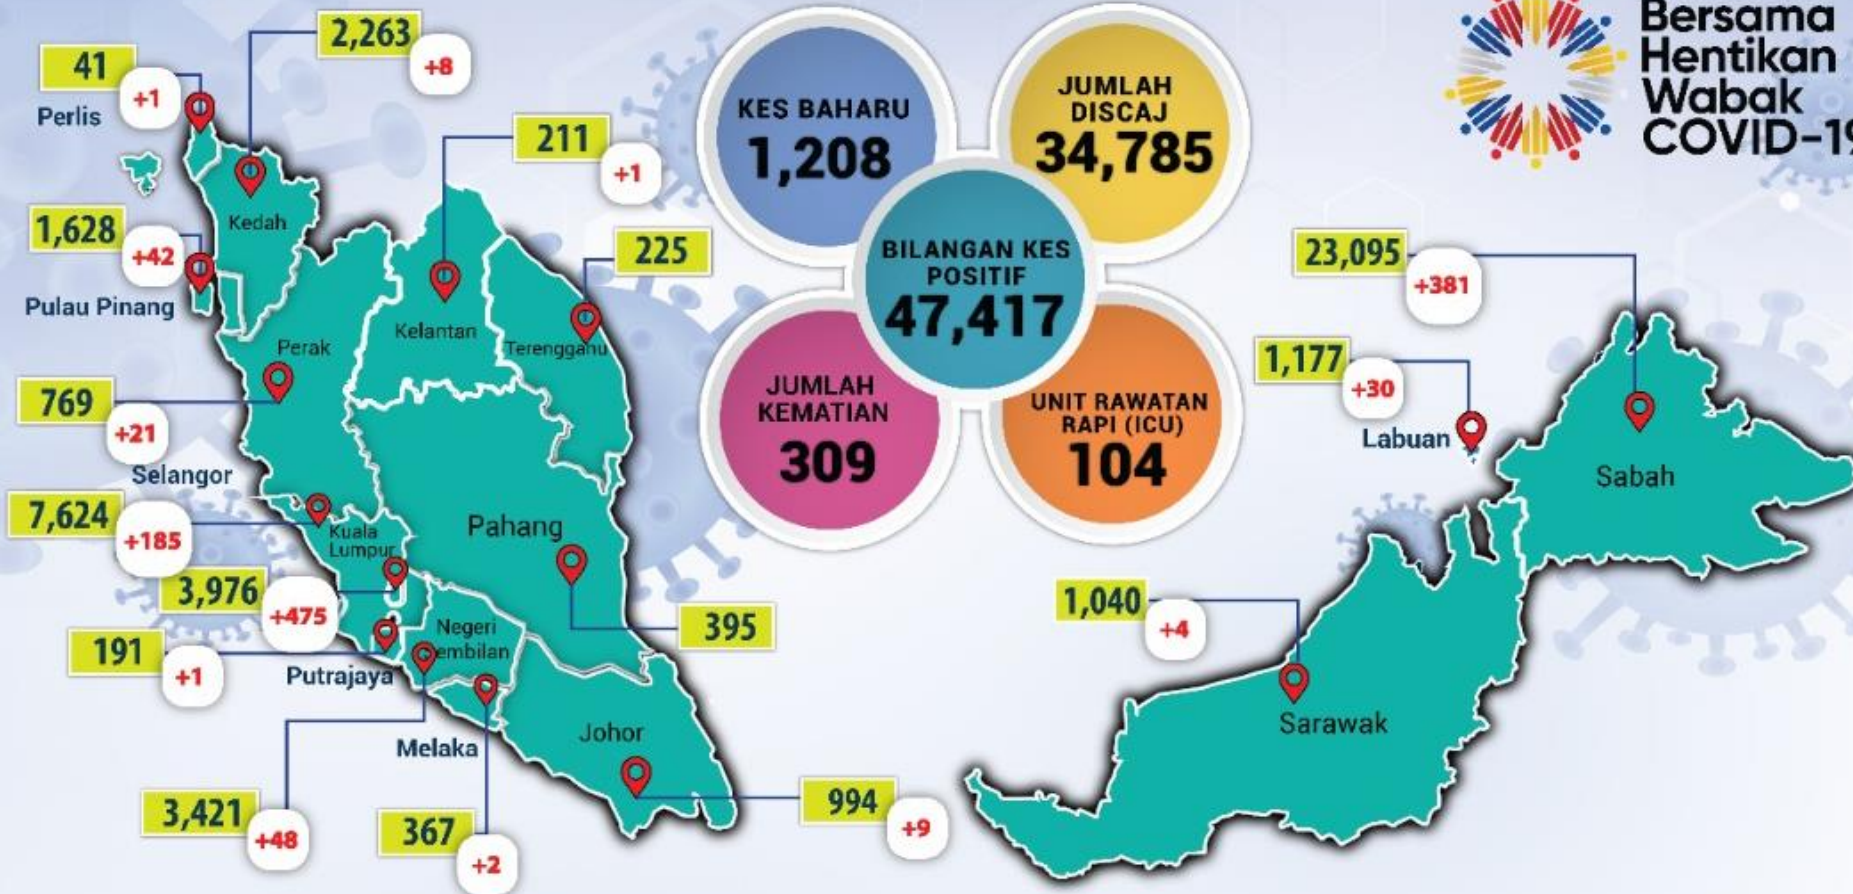 Bersama
Hentikan
Wabak
COVID-19
KES BAHARU
1,208
JUMLAH
DISCAJ
34,785
BILANGAN KES
POSITIF
47,417
JUMLAH
KEMATIAN
309
UNIT RAWATAN
RAPI (ICU)
104
41
+1
Perlis
2,263
+8
Kedah
1,628
+42
Pulau Pinang
211
+1
Kelantan
225
Terengganu
Perak
769
+21
Selangor
7,624
+185
Kuala
Lumpur
3,976
+475
Pahang
395
191
+1
Putrajaya
Negeri
Sembilan
3,421
+48
Melaka
367
+2
Johor
994
+9
23,095
+381
Sabah
1,177
+30
Labuan
1,040
+4
Sarawak